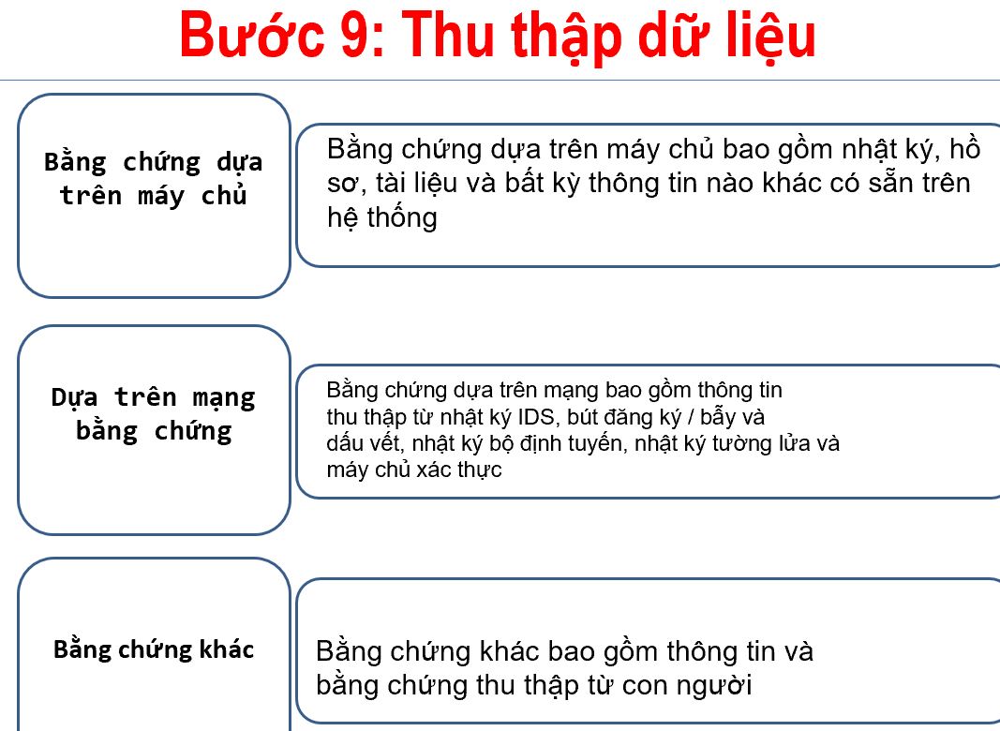 Bước 9: Thu thập dữ liệu
Bằng chứng dựa
trên máy chủ
Bằng chứng dựa trên máy chủ bao gồm nhật ký, hồ
sơ, tài liệu và bất kỳ thông tin nào khác có sẵn trên
hệ thống
Dựa trên mạng
bằng chứng
Bằng chứng dựa trên mạng bao gồm thông tin
thu thập từ nhật ký IDS, bút đăng ký / bẫy và
dấu vết, nhật ký bộ định tuyến, nhật ký tường lửa và
máy chủ xác thực
Bằng chứng khác
Bằng chứng khác bao gồm thông tin và
bằng chứng thu thập từ con người